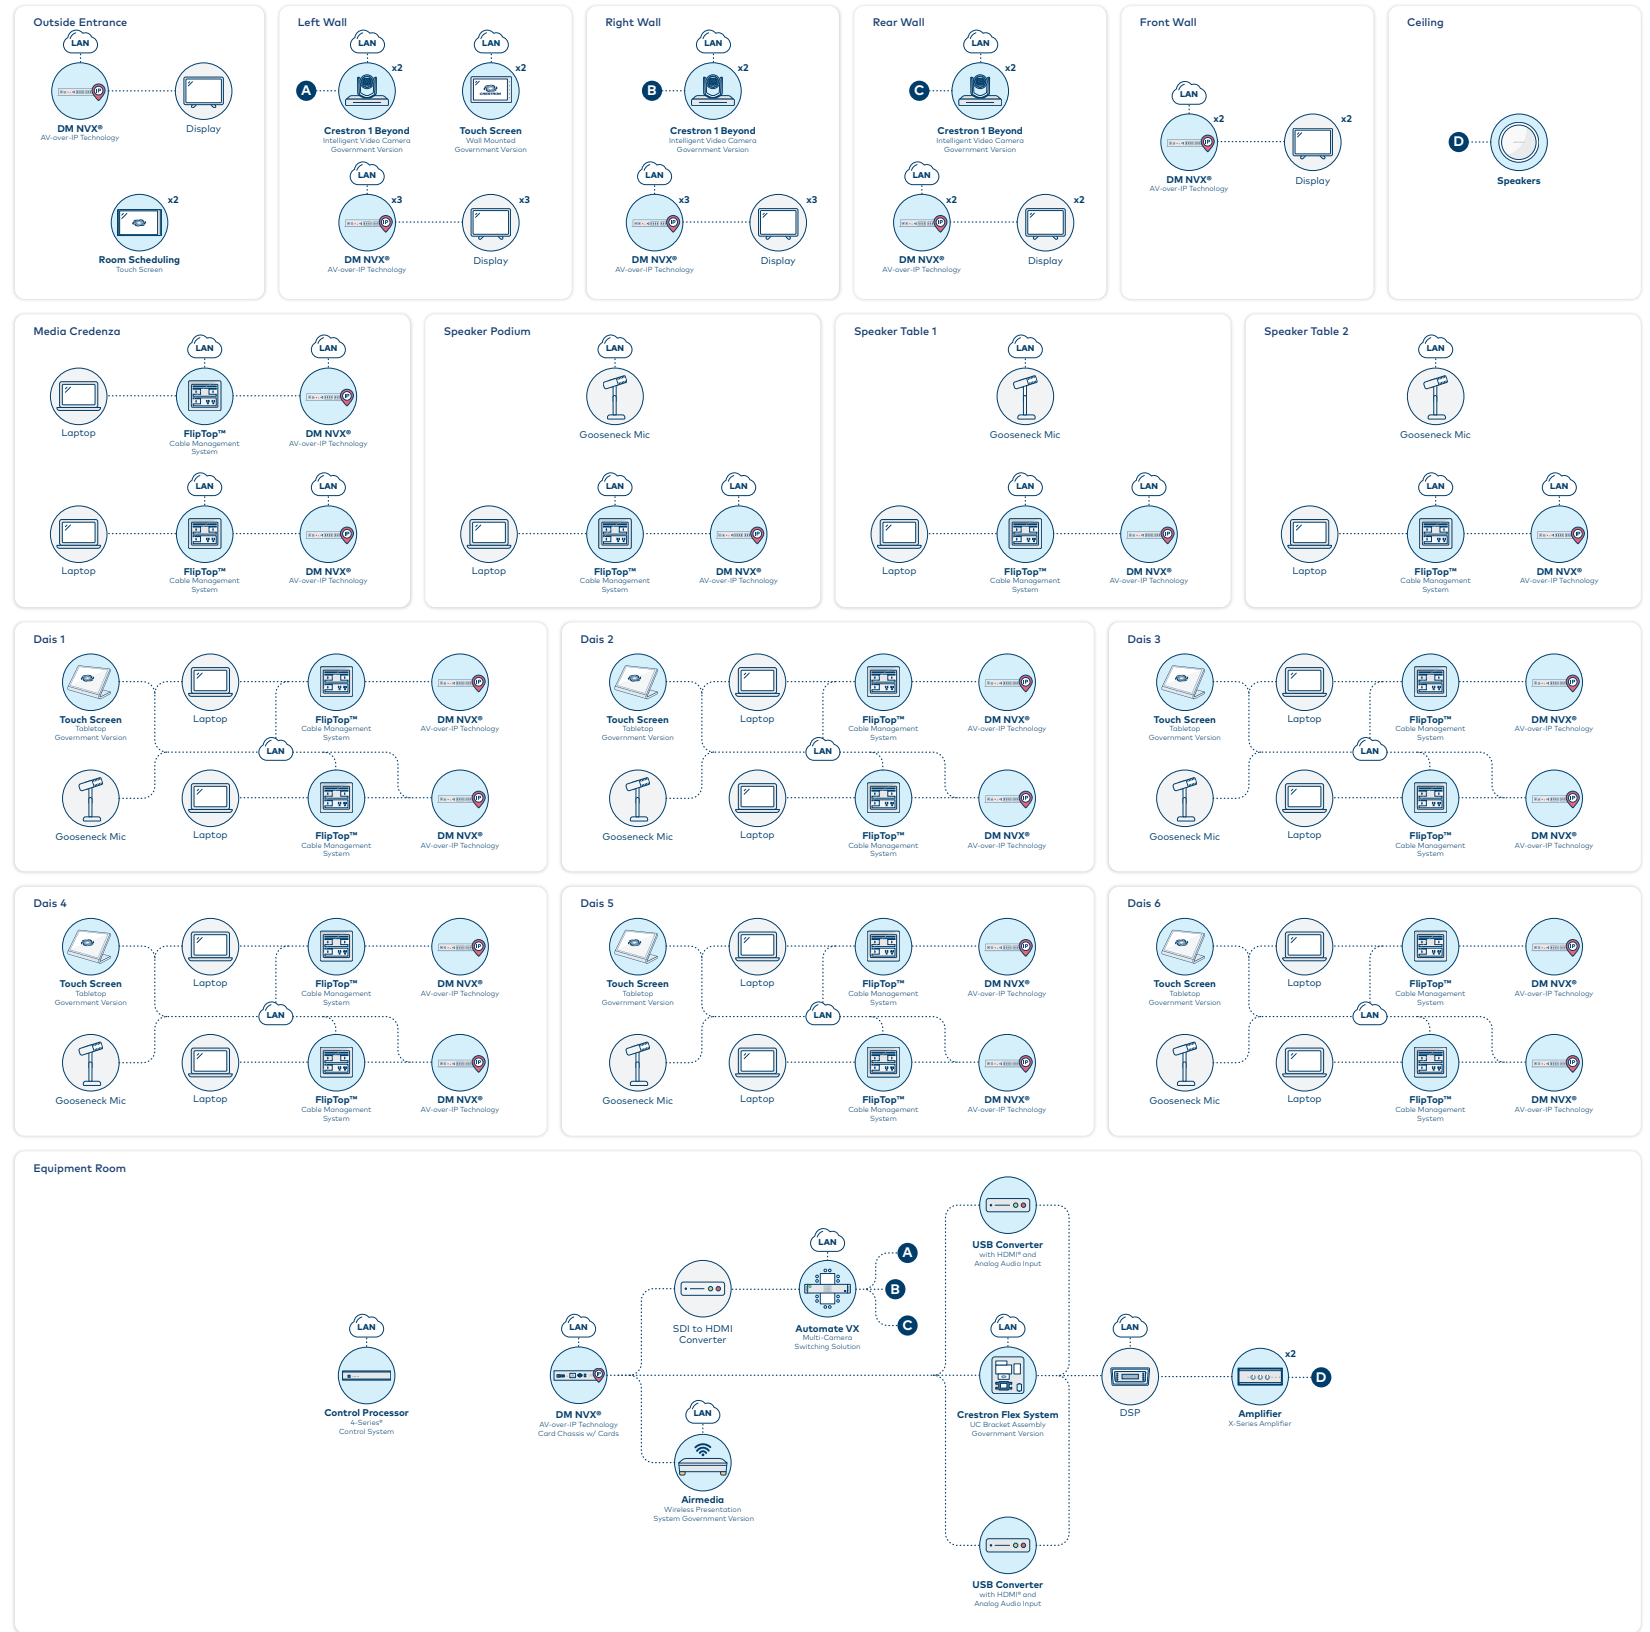 Outside Entrance
LAN
DM NVX®
AV-over-IP Technology
Display
x2
Room Scheduling
Touch Screen
Left Wall
LAN
LAN
A
x2
x2
Crestron 1 Beyond
Intelligent Video Camera
Government Version
Touch Screen
Wall Mounted
Government Version
LAN
x3
x3
DM NVX®
AV-over-IP Technology
Display
Right Wall
LAN
B
x2
Crestron 1 Beyond
Intelligent Video Camera
Government Version
LAN
x3
x3
DM NVX®
AV-over-IP Technology
Display
Rear Wall
LAN
C
x2
Crestron 1 Beyond
Intelligent Video Camera
Government Version
LAN
x2
x2
DM NVX®
AV-over-IP Technology
Display
Front Wall
LAN
x2
x2
DM NVX®
AV-over-IP Technology
Display
Ceiling
D
Speakers
Media Credenza
LAN
LAN
Laptop
FlipTop™
Cable Management
System
DM NVX®
AV-over-IP Technology
LAN
LAN
Laptop
FlipTop™
Cable Management
System
DM NVX®
AV-over-IP Technology
Speaker Podium
LAN
Gooseneck Mic
LAN
LAN
Laptop
FlipTop™
Cable Management
System
DM NVX®
AV-over-IP Technology
Speaker Table 1
LAN
Gooseneck Mic
LAN
LAN
Laptop
FlipTop™
Cable Management
System
DM NVX®
AV-over-IP Technology
Speaker Table 2
LAN
Gooseneck Mic
LAN
LAN
Laptop
FlipTop™
Cable Management
System
DM NVX®
AV-over-IP Technology
Dais 1
Touch Screen
Tabletop
Government Version
Laptop
FlipTop™
Cable Management
System
DM NVX®
AV-over-IP Technology
LAN
Gooseneck Mic
Laptop
FlipTop™
Cable Management
System
DM NVX®
AV-over-IP Technology
Dais 2
Touch Screen
Tabletop
Government Version
Laptop
FlipTop™
Cable Management
System
DM NVX®
AV-over-IP Technology
LAN
Gooseneck Mic
Laptop
FlipTop™
Cable Management
System
DM NVX®
AV-over-IP Technology
Dais 3
Touch Screen
Tabletop
Government Version
Laptop
FlipTop™
Cable Management
System
DM NVX®
AV-over-IP Technology
LAN
Gooseneck Mic
Laptop
FlipTop™
Cable Management
System
DM NVX®
AV-over-IP Technology
Dais 4
Touch Screen
Tabletop
Government Version
Laptop
FlipTop™
Cable Management
System
DM NVX®
AV-over-IP Technology
LAN
Gooseneck Mic
Laptop
FlipTop™
Cable Management
System
DM NVX®
AV-over-IP Technology
Dais 5
Touch Screen
Tabletop
Government Version
Laptop
FlipTop™
Cable Management
System
DM NVX®
AV-over-IP Technology
LAN
Gooseneck Mic
Laptop
FlipTop™
Cable Management
System
DM NVX®
AV-over-IP Technology
Dais 6
Touch Screen
Tabletop
Government Version
Laptop
FlipTop™
Cable Management
System
DM NVX®
AV-over-IP Technology
LAN
Gooseneck Mic
Laptop
FlipTop™
Cable Management
System
DM NVX®
AV-over-IP Technology
Equipment Room
LAN
Control Processor
4-Series®
Control System
LAN
DM NVX®
AV-over-IP Technology
Card Chassis w/ Cards
SDI to HDMI
Converter
LAN
Automate VX
Multi-Camera
Switching Solution
A
B
C
LAN
Airmedia
Wireless Presentation
System Government Version
USB Converter
with HDMI® and
Analog Audio Input
LAN
Crestron Flex System
UC Bracket Assembly
Government Version
USB Converter
with HDMI® and
Analog Audio Input
LAN
DSP
x2
Amplifier
X-Series Amplifier
D